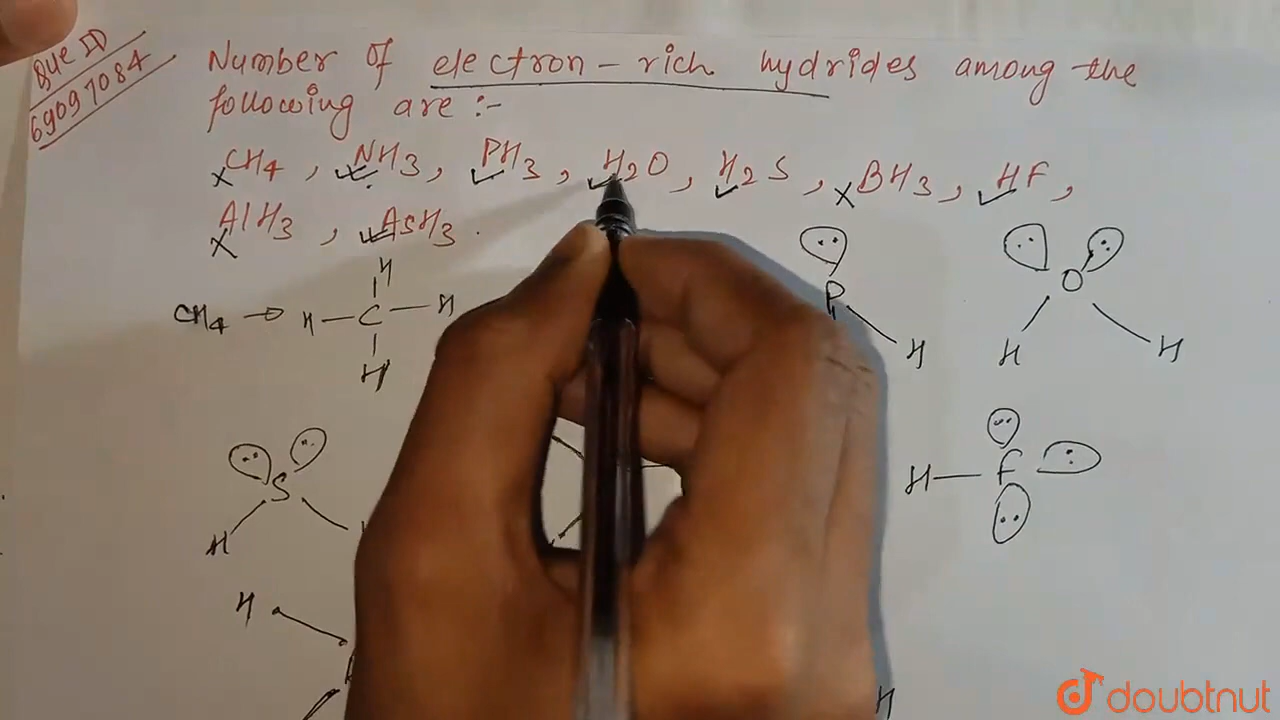 Que ID
69097084
Number of electron-rich hydrides among the
following are :-
CH4, NH3, PH3, H2O, H2S, BH3, HF,
AlH3, AsH3.
CH4 → H C H
H
H
P
H
O
H H
S
H
H F
H
H
doubtnut